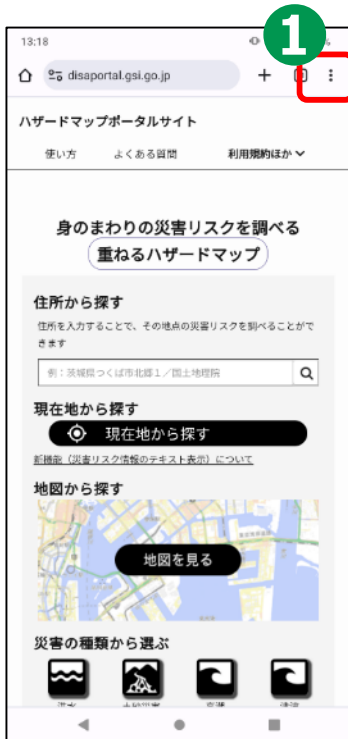 1
13:18
disaportal.gsi.go.jp
ハザードマップポータルサイト
使い方 よくある質問 利用規約ほか
身のまわりの災害リスクを調べる
重ねるハザードマップ
住所から探す
住所を入力することで、その地点の災害リスクを調べることがで
きます
例：茨城県つくば市北郷１／国土地理院
現在地から探す
現在地から探す
新機能（災害リスク情報のテキスト表示）について
地図から探す
地図を見る
災害の種類から選ぶ